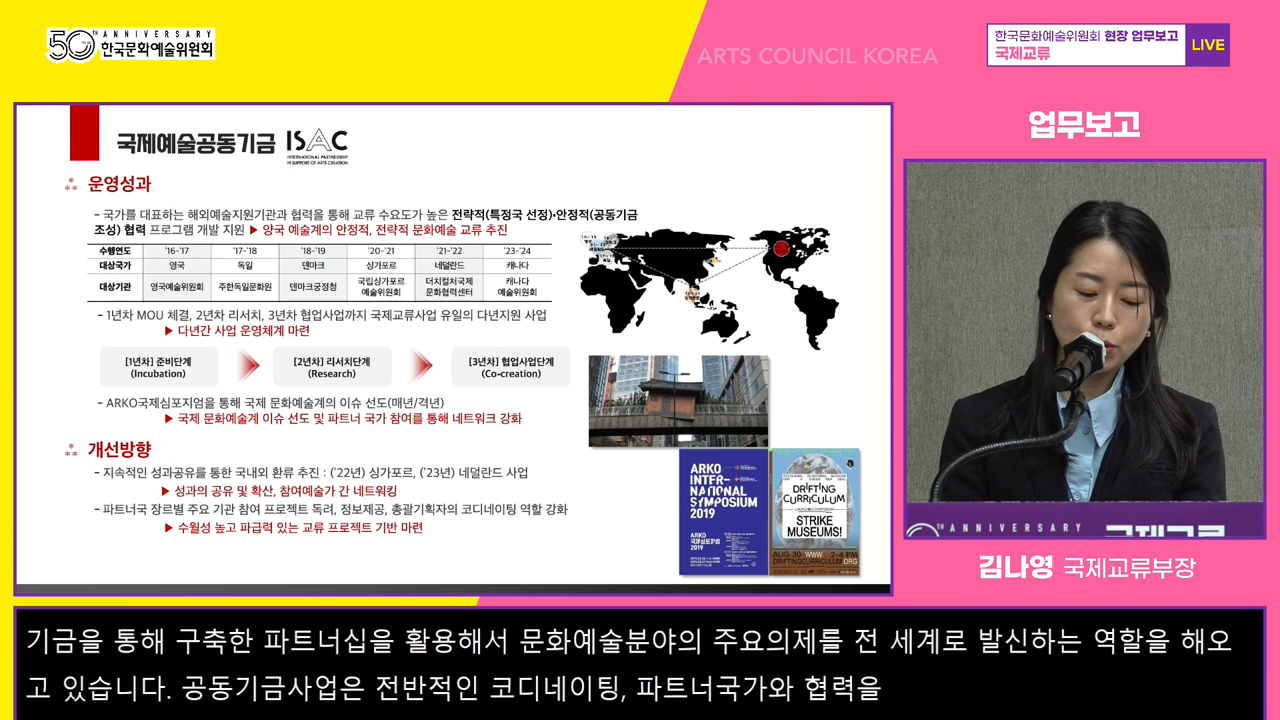 50TH ANNIVERSARY
한국문화예술위원회
ARTS COUNCIL KOREA
한국문화예술위원회 현장 업무보고
국제교류
LIVE
국제예술공동기금 ISAC
INTERNATIONAL PARTNERSHIP
IN SUPPORT OF ARTS CREATION
운영성과
- 국가를 대표하는 해외예술지원기관과 협력을 통해 교류 수요도가 높은 전략적(특정국 선정)·안정적(공동기금
조성) 협력 프로그램 개발 지원 ▶ 양국 예술계의 안정적, 전략적 문화예술 교류 추진
수행연도 '16-'17 '17-'18 '18-'19 '20-'21 '21-'22 '23-'24
대상국가 영국 독일 덴마크 싱가포르 네덜란드 캐나다
대상기관 영국예술위원회 주한독일문화원 덴마크궁정청 국립싱가포르 예술위원회 더치컬처국제 문화협력센터 캐나다 예술위원회
- 1년차 MOU 체결, 2년차 리서치, 3년차 협업사업까지 국제교류사업 유일의 다년지원 사업
▶ 다년간 사업 운영체계 마련
[1년차] 준비단계
(Incubation)
[2년차] 리서치단계
(Research)
[3년차] 협업사업단계
(Co-creation)
- ARKO국제심포지엄을 통해 국제 문화예술계의 이슈 선도(매년/격년)
▶ 국제 문화예술계 이슈 선도 및 파트너 국가 참여를 통해 네트워크 강화
개선방향
- 지속적인 성과공유를 통한 국내외 환류 추진 : ('22년) 싱가포르, ('23년) 네덜란드 사업
▶ 성과의 공유 및 확산, 참여예술가 간 네트워킹
- 파트너국 장르별 주요 기관 참여 프로젝트 독려, 정보제공, 총괄기획자의 코디네이팅 역할 강화
▶ 수월성 높고 파급력 있는 교류 프로젝트 기반 마련
ARKO
INTER-
NATIONAL
SYMPOSIUM
2019
ARKO
국제심포지엄
2019
DRIFTING
CURRICULUM
STRIKE
MUSEUMS!
AUG 30 WWW. 2-4 PM
DRIFTINGCURRICULUM.ORG
업무보고
TH ANNIVERSARY
국제교류
김나영 국제교류부장
기금을 통해 구축한 파트너십을 활용해서 문화예술분야의 주요의제를 전 세계로 발신하는 역할을 해오
고 있습니다. 공동기금사업은 전반적인 코디네이팅, 파트너국가와 협력을